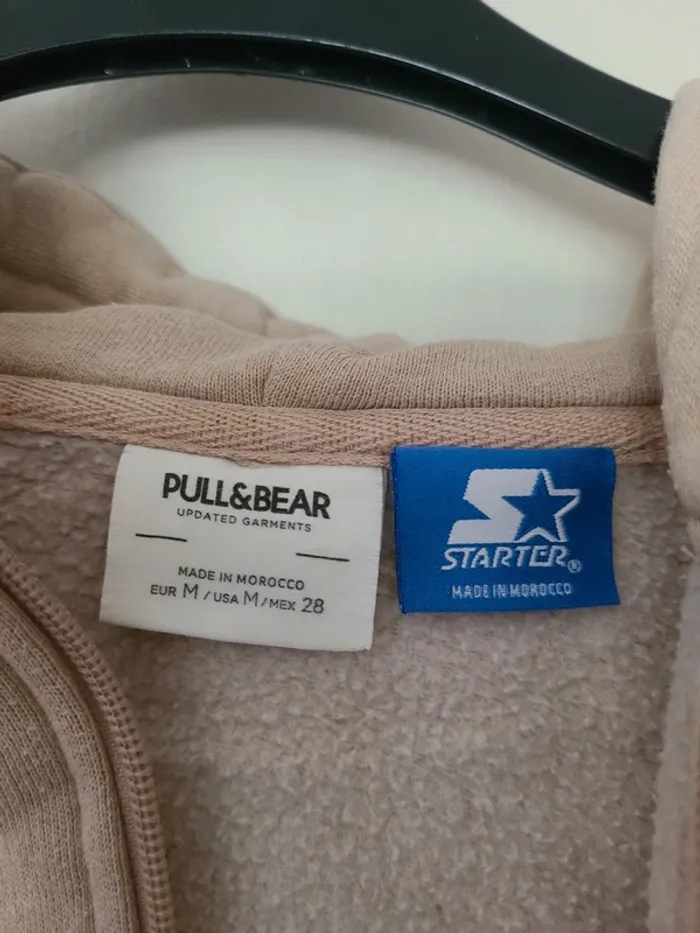 PULL&BEAR
UPDATED GARMENTS
MADE IN MOROCCO
EUR M / USA M / MEX 28
STARTER®
MADE IN MOROCCO